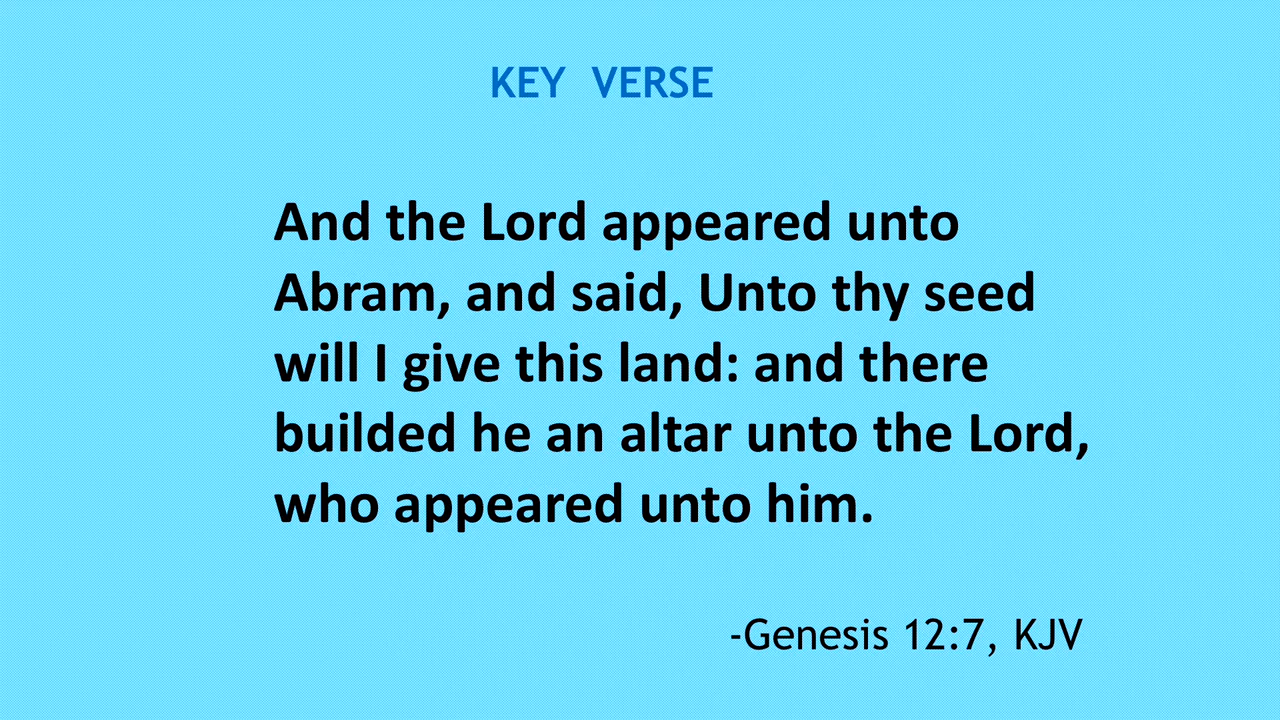 KEY VERSE
And the Lord appeared unto
Abram, and said, Unto thy seed
will I give this land: and there
builded he an altar unto the Lord,
who appeared unto him.
-Genesis 12:7, KJV